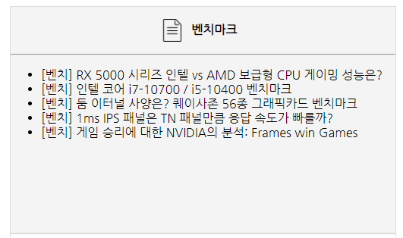 벤치마크
[벤치] RX 5000 시리즈 인텔 vs AMD 보급형 CPU 게이밍 성능은?
[벤치] 인텔 코어 i7-10700 / i5-10400 벤치마크
[벤치] 둠 이터널 사양은? 퀘이사존 56종 그래픽카드 벤치마크
[벤치] 1ms IPS 패널은 TN 패널만큼 응답 속도가 빠를까?
[벤치] 게임 승리에 대한 NVIDIA의 분석: Frames win Games